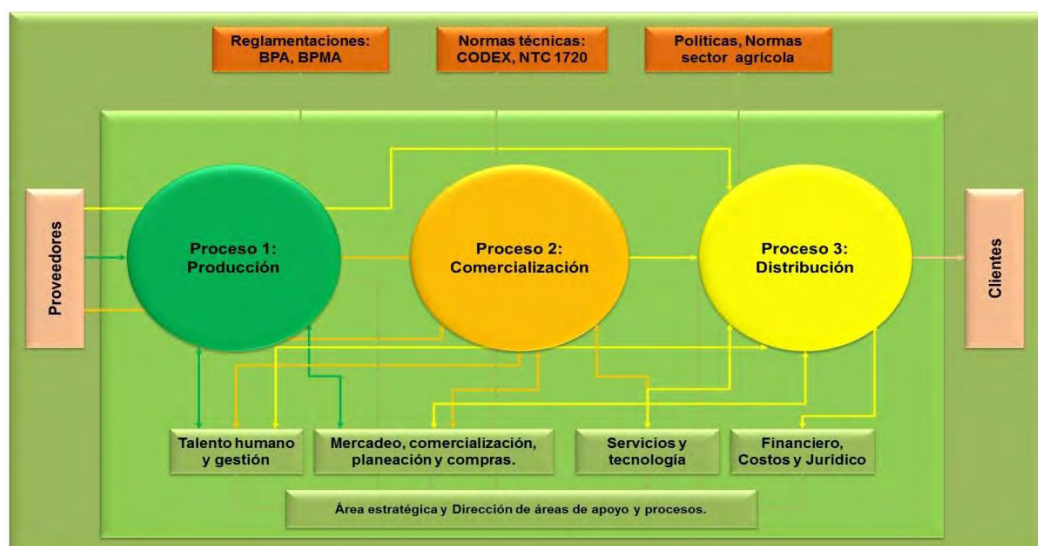 Reglamentaciones:
BPA, BPMA
Normas técnicas:
CODEX, NTC 1720
Políticas, Normas
sector agrícola
Proveedores
Proceso 1:
Producción
Proceso 2:
Comercialización
Proceso 3:
Distribución
Clientes
Talento humano
y gestión
Mercadeo, comercialización,
planeación y compras.
Servicios y
tecnología
Financiero,
Costos y Jurídico
Área estratégica y Dirección de áreas de apoyo y procesos.